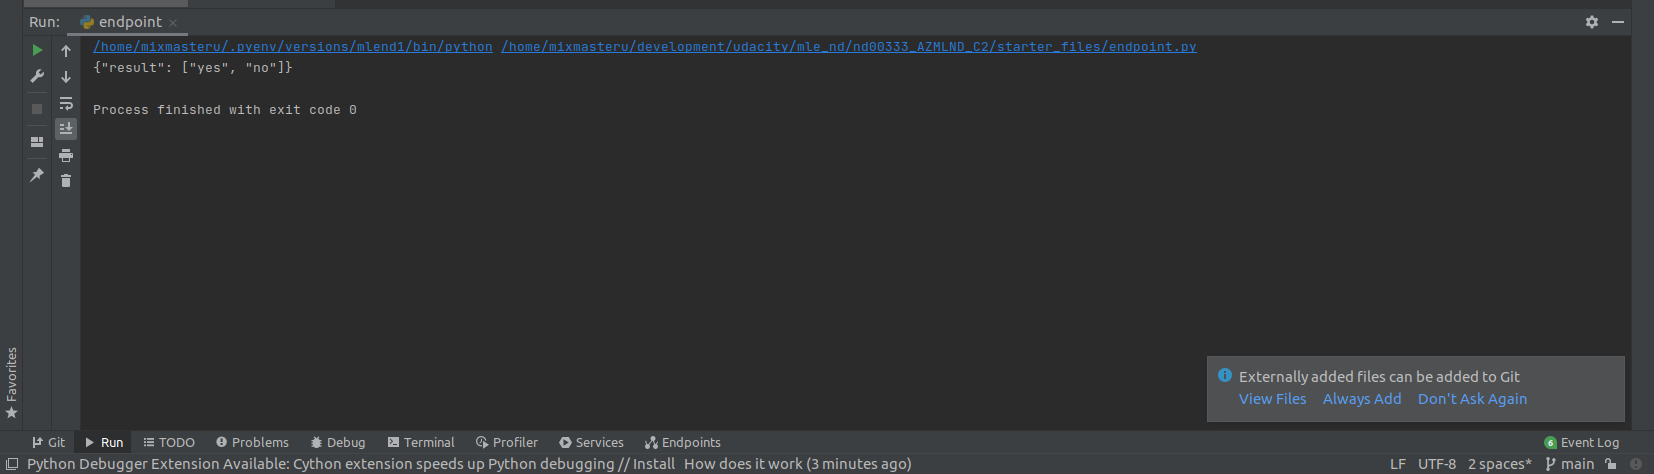 Run: endpoint
/home/mixmasteru/.pyenv/versions/mlend1/bin/python /home/mixmasteru/development/udacity/mle_nd/nd00333_AZMLND_C2/starter_files/endpoint.py
{"result": ["yes", "no"]}
Process finished with exit code 0
Favorites
Externally added files can be added to Git
View Files Always Add Don't Ask Again
Git Run TODO Problems Debug Terminal Profiler Services Endpoints 6 Event Log
Python Debugger Extension Available: Cython extension speeds up Python debugging // Install How does it work (3 minutes ago) LF UTF-8 2 spaces* main